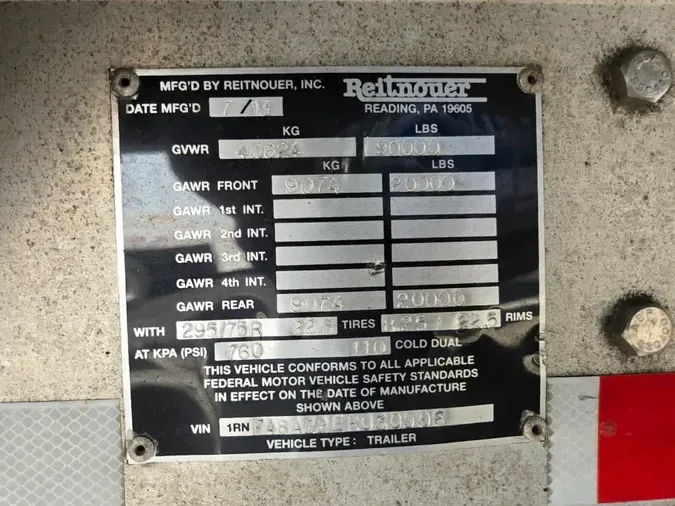 MFG'D BY REITNOUER, INC. Reitnouer
DATE MFG'D READING, PA 19605
KG LBS
GVWR 40824 90000
KG LBS
GAWR FRONT 9074 20000
GAWR 1st INT.
GAWR 2nd INT.
GAWR 3rd INT.
GAWR 4th INT.
GAWR REAR 9074 20000
WITH 295/75R 22.5 TIRES 8.25 / 22.5 RIMS
AT KPA (PSI) 760 110 COLD DUAL
THIS VEHICLE CONFORMS TO ALL APPLICABLE
FEDERAL MOTOR VEHICLE SAFETY STANDARDS
IN EFFECT ON THE DATE OF MANUFACTURE
SHOWN ABOVE
VIN 1RN
VEHICLE TYPE: TRAILER